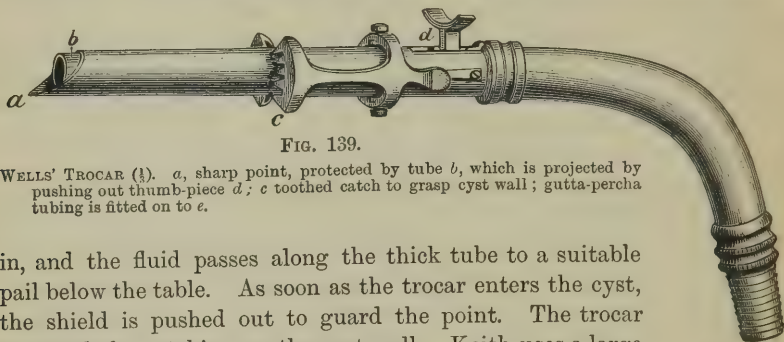 b
d
a
c
FIG. 139.
WELLS' TROCAR (⅓). a, sharp point, protected by tube b, which is projected by
pushing out thumb-piece d; c toothed catch to grasp cyst wall; gutta-percha
tubing is fitted on to e.
in, and the fluid passes along the thick tube to a suitable
pail below the table. As soon as the trocar enters the cyst,
the shield is pushed out to guard the point. The trocar